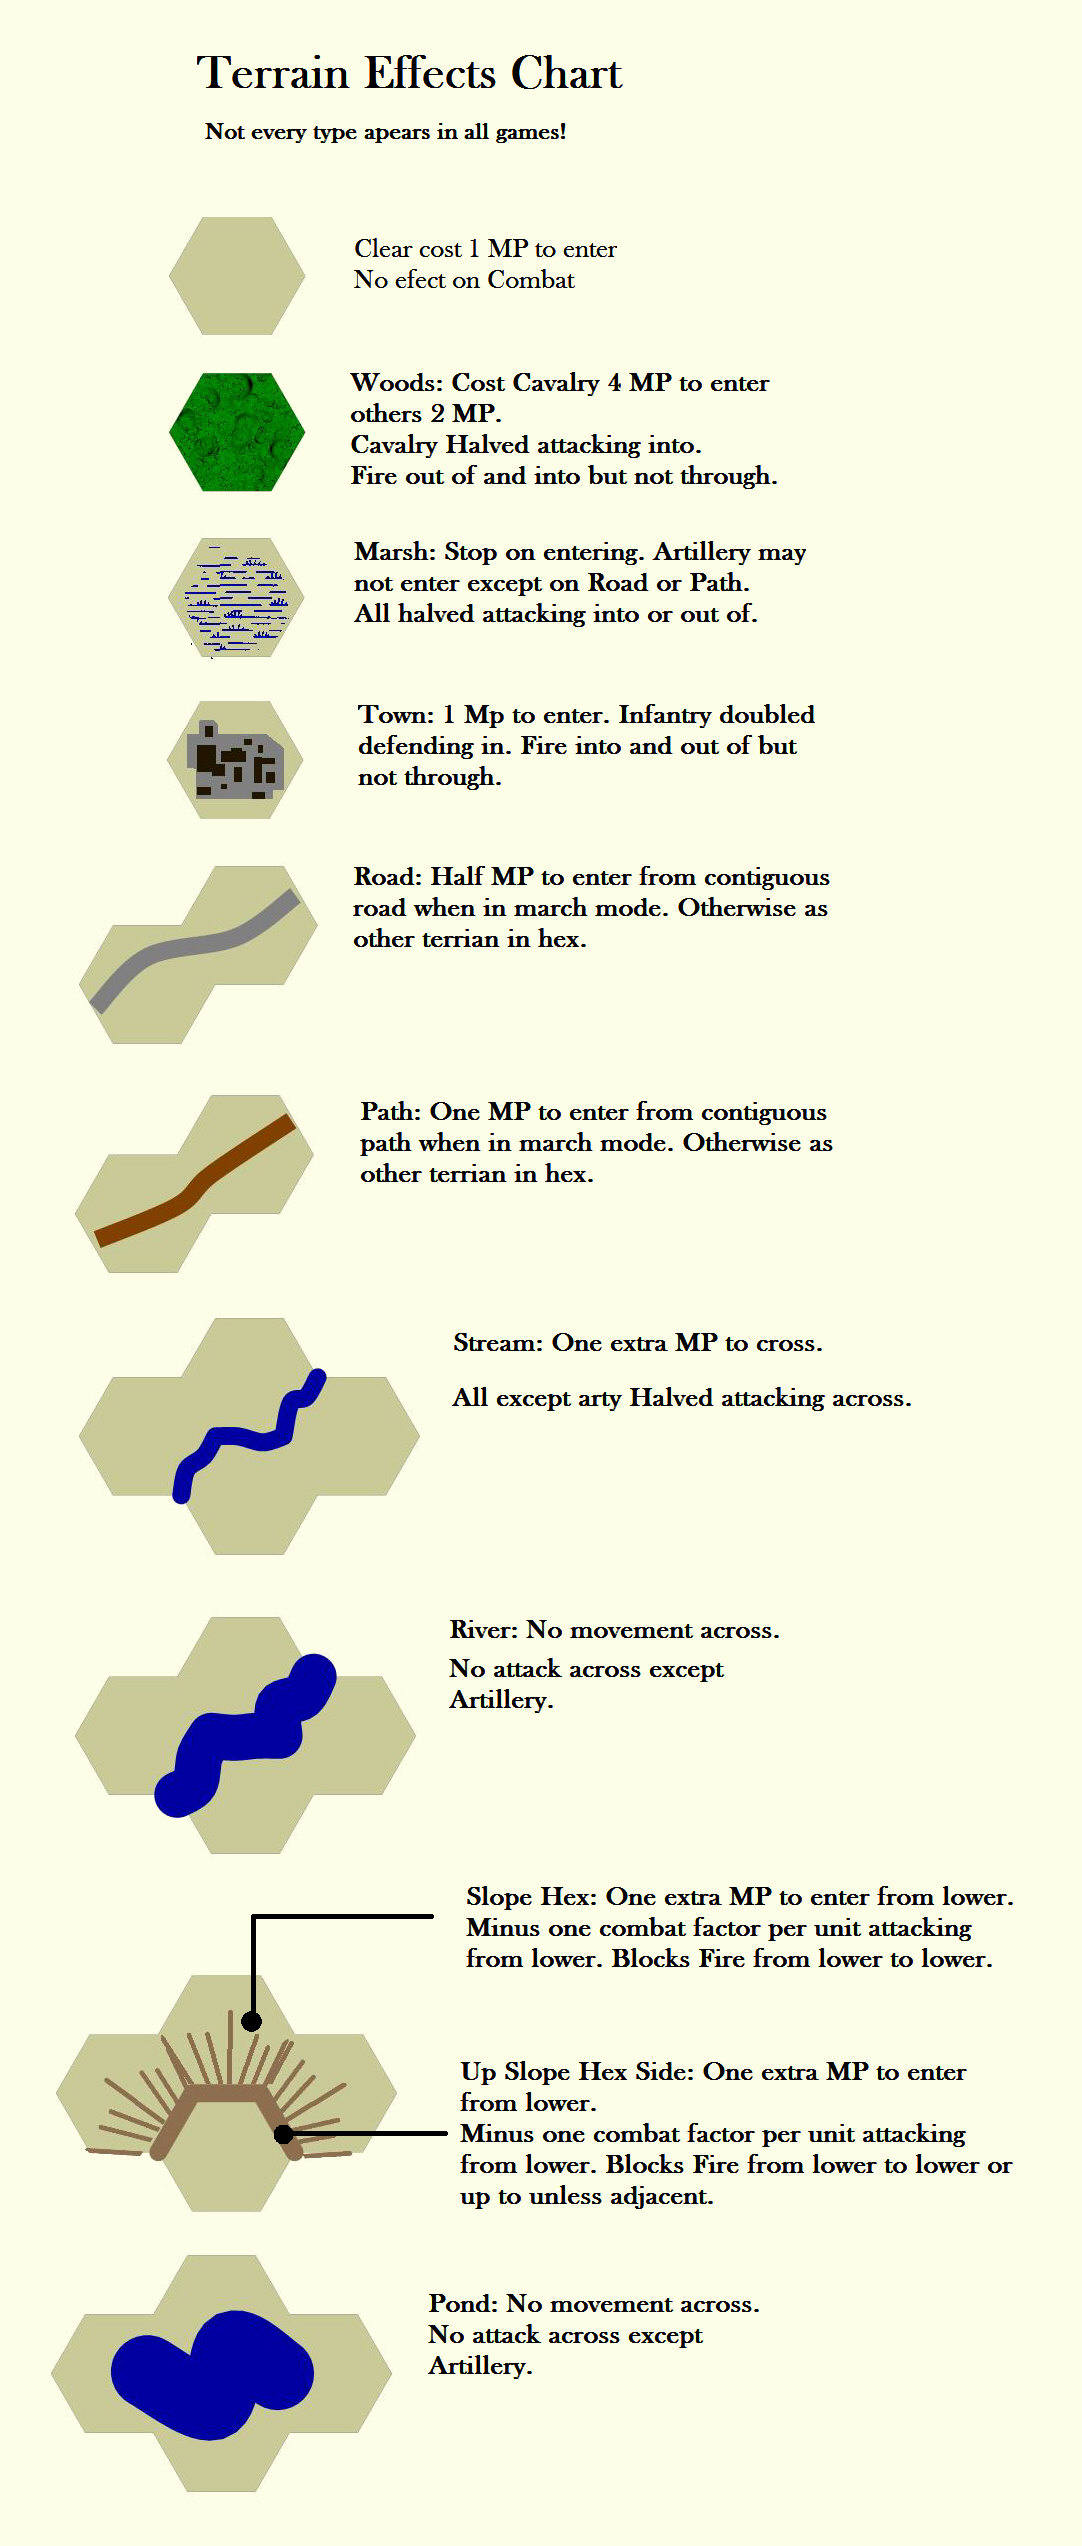 Terrain Effects Chart
Not every type apears in all games!
Clear cost 1 MP to enter
No efect on Combat
Woods: Cost Cavalry 4 MP to enter
others 2 MP.
Cavalry Halved attacking into.
Fire out of and into but not through.
Marsh: Stop on entering. Artillery may
not enter except on Road or Path.
All halved attacking into or out of.
Town: 1 Mp to enter. Infantry doubled
defending in. Fire into and out of but
not through.
Road: Half MP to enter from contiguous
road when in march mode. Otherwise as
other terrian in hex.
Path: One MP to enter from contiguous
path when in march mode. Otherwise as
other terrian in hex.
Stream: One extra MP to cross.
All except arty Halved attacking across.
River: No movement across.
No attack across except
Artillery.
Slope Hex: One extra MP to enter from lower.
Minus one combat factor per unit attacking
from lower. Blocks Fire from lower to lower.
Up Slope Hex Side: One extra MP to enter
from lower.
Minus one combat factor per unit attacking
from lower. Blocks Fire from lower to lower or
up to unless adjacent.
Pond: No movement across.
No attack across except
Artillery.